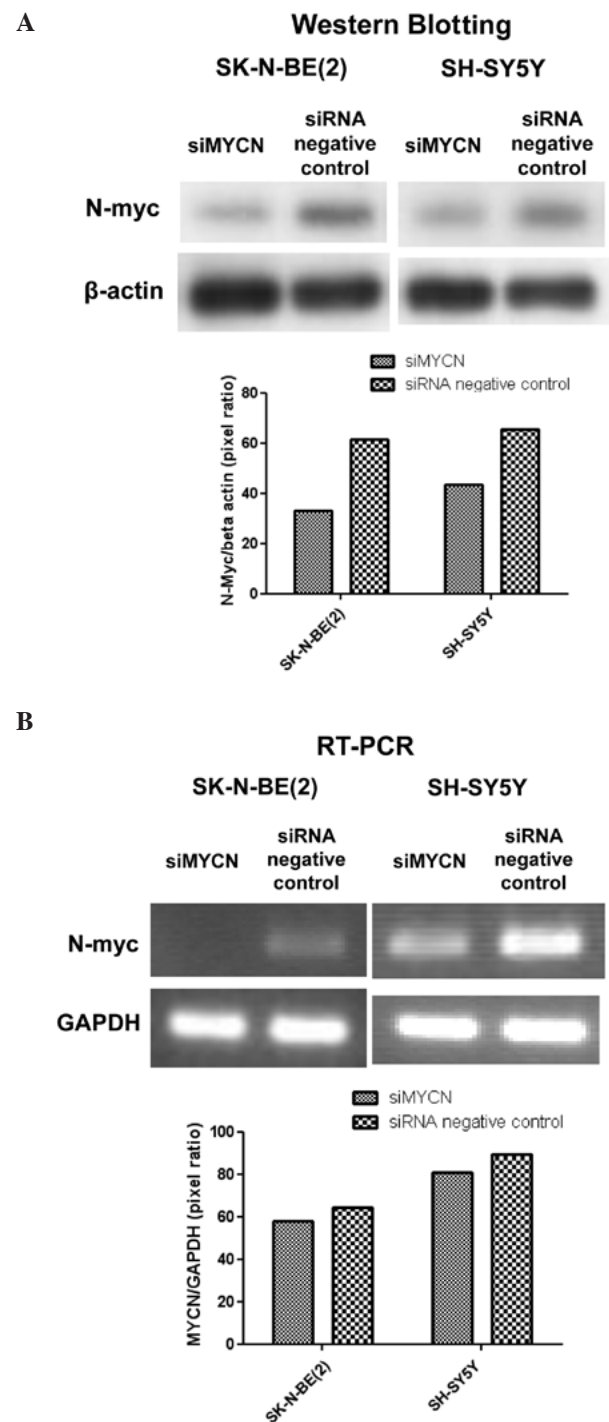 A
Western Blotting
SK-N-BE(2) SH-SY5Y
siMYCN siRNA negative control siMYCN siRNA negative control
N-myc
β-actin
siMYCN
siRNA negative control
N-Myc/beta actin (pixel ratio)
80
60
40
20
0
SK-N-BE(2)
SH-SY5Y
B
RT-PCR
SK-N-BE(2) SH-SY5Y
siMYCN siRNA negative control siMYCN siRNA negative control
N-myc
GAPDH
siMYCN
siRNA negative control
MYCN/GAPDH (pixel ratio)
100
80
60
40
20
0
SK-N-BE(2)
SH-SY5Y